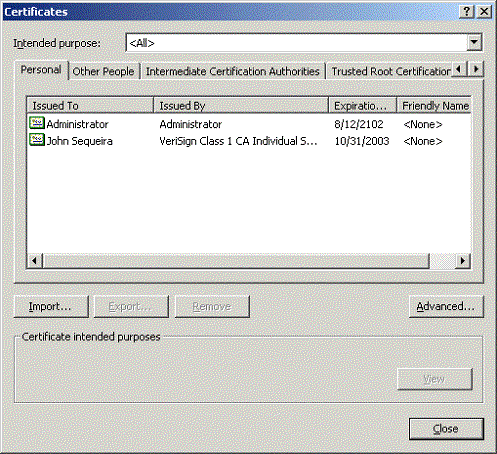 Certificates
Intended purpose: <All>
Personal Other People Intermediate Certification Authorities Trusted Root Certification
Issued To Issued By Expiratio... Friendly Name
Administrator Administrator 8/12/2102 <None>
John Sequeira VeriSign Class 1 CA Individual S... 10/31/2003 <None>
Import... Export... Remove Advanced...
Certificate intended purposes
View
Close